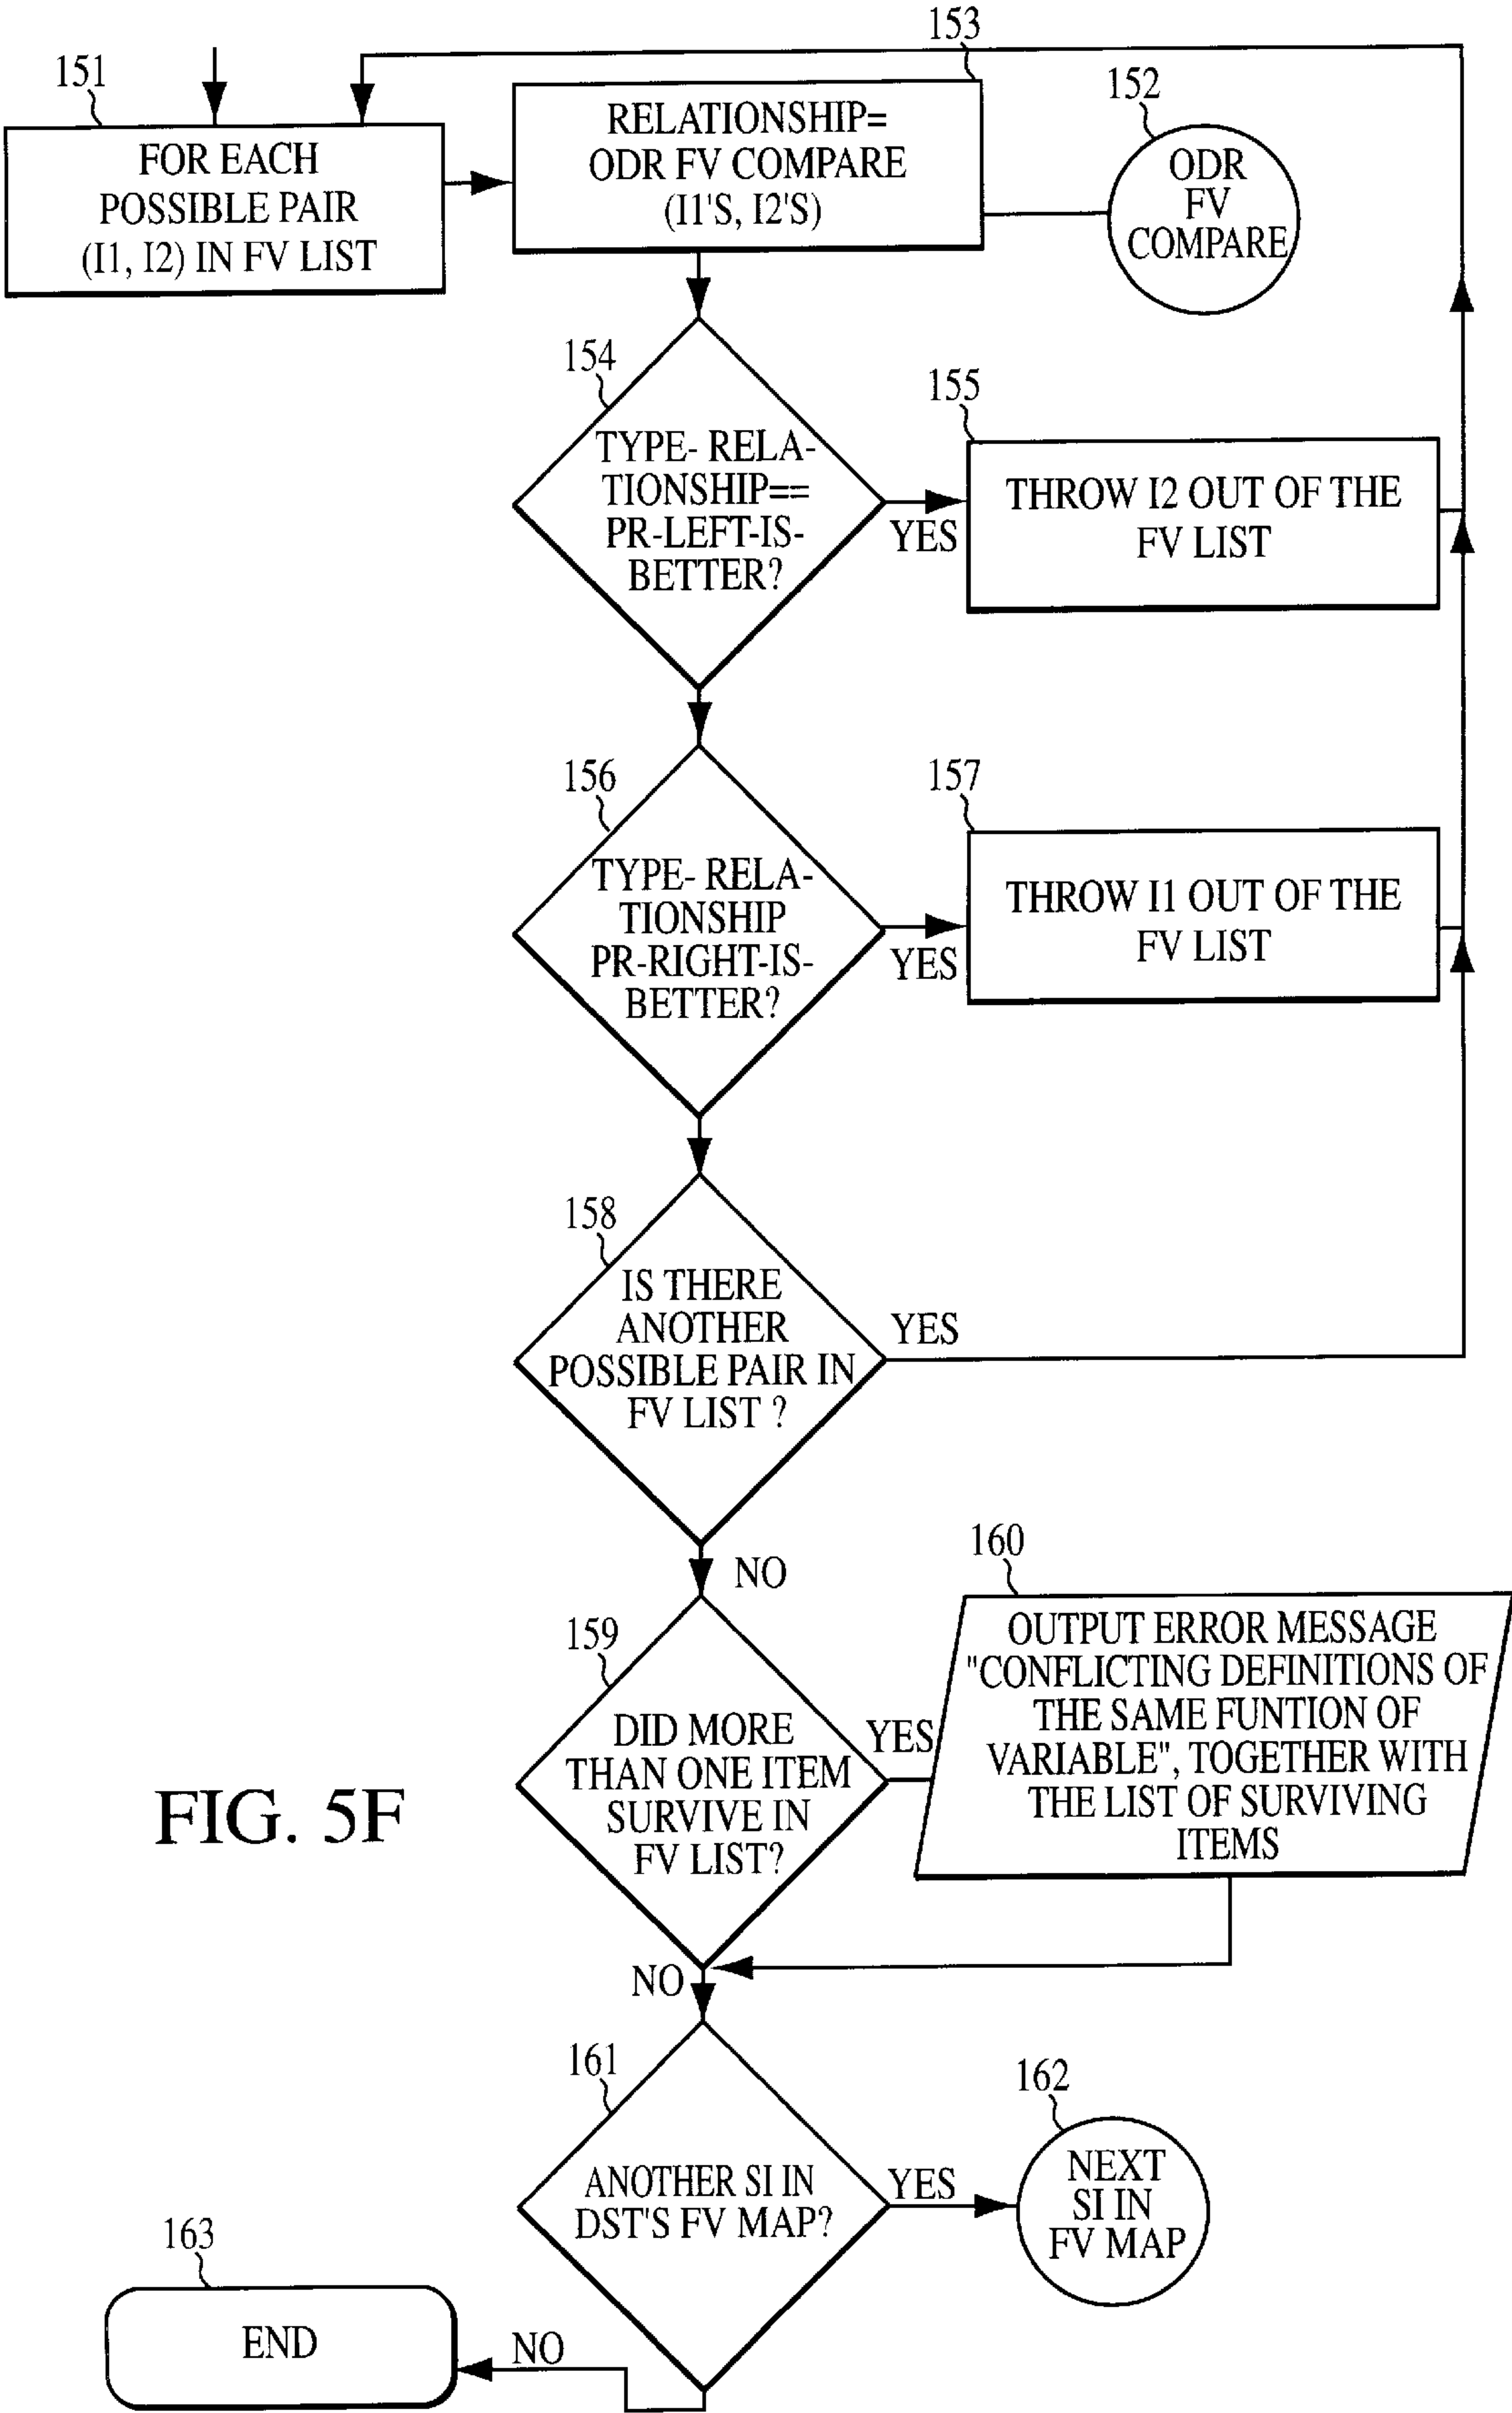 153
151
152
FOR EACH
POSSIBLE PAIR
(I1, I2) IN FV LIST
RELATIONSHIP=
ODR FV COMPARE
(I1'S, I2'S)
ODR
FV
COMPARE
154
TYPE- RELA-
TIONSHIP==
PR-LEFT-IS-
BETTER?
YES
155
THROW I2 OUT OF THE
FV LIST
156
TYPE- RELA-
TIONSHIP
PR-RIGHT-IS-
BETTER?
YES
157
THROW I1 OUT OF THE
FV LIST
158
IS THERE
ANOTHER
POSSIBLE PAIR IN
FV LIST ?
YES
NO
159
DID MORE
THAN ONE ITEM
SURVIVE IN
FV LIST?
YES
160
OUTPUT ERROR MESSAGE
"CONFLICTING DEFINITIONS OF
THE SAME FUNTION OF
VARIABLE", TOGETHER WITH
THE LIST OF SURVIVING
ITEMS
FIG. 5F
NO
161
ANOTHER SI IN
DST'S FV MAP?
YES
162
NEXT
SI IN
FV MAP
163
END
NO